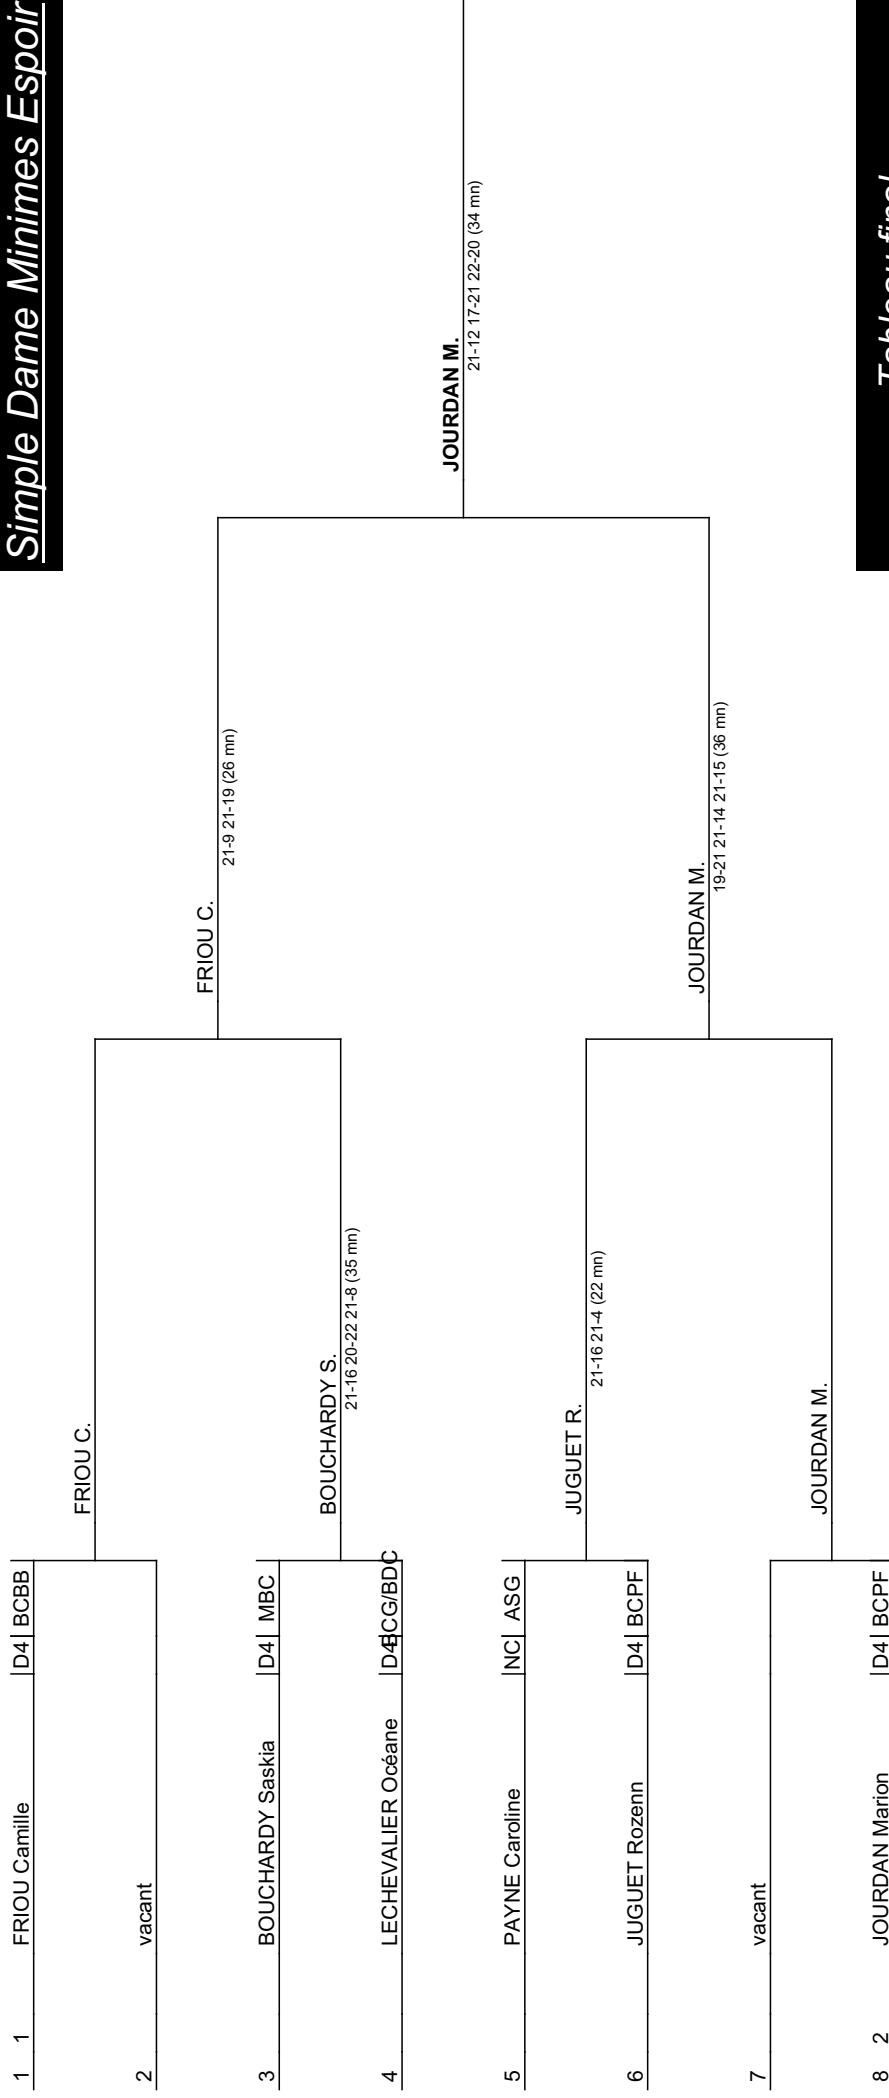 Simple Dame Minimes Espoir
1 1 FRIOU Camille D4 BCBB
2 vacant
3 BOUCHARDY Saskia D4 MBC
4 LECHEVALIER Océane D4 BCG/BDC
5 PAYNE Caroline NC ASG
6 JUGUET Rozenn D4 BCPF
7 vacant
8 2 JOURDAN Marion D4 BCPF
FRIOU C.
BOUCHARDY S.
21-16 20-22 21-8 (35 mn)
JUGUET R.
21-16 21-4 (22 mn)
JOURDAN M.
FRIOU C.
21-9 21-19 (26 mn)
JOURDAN M.
19-21 21-14 21-15 (36 mn)
JOURDAN M.
21-12 17-21 22-20 (34 mn)
Tableau final